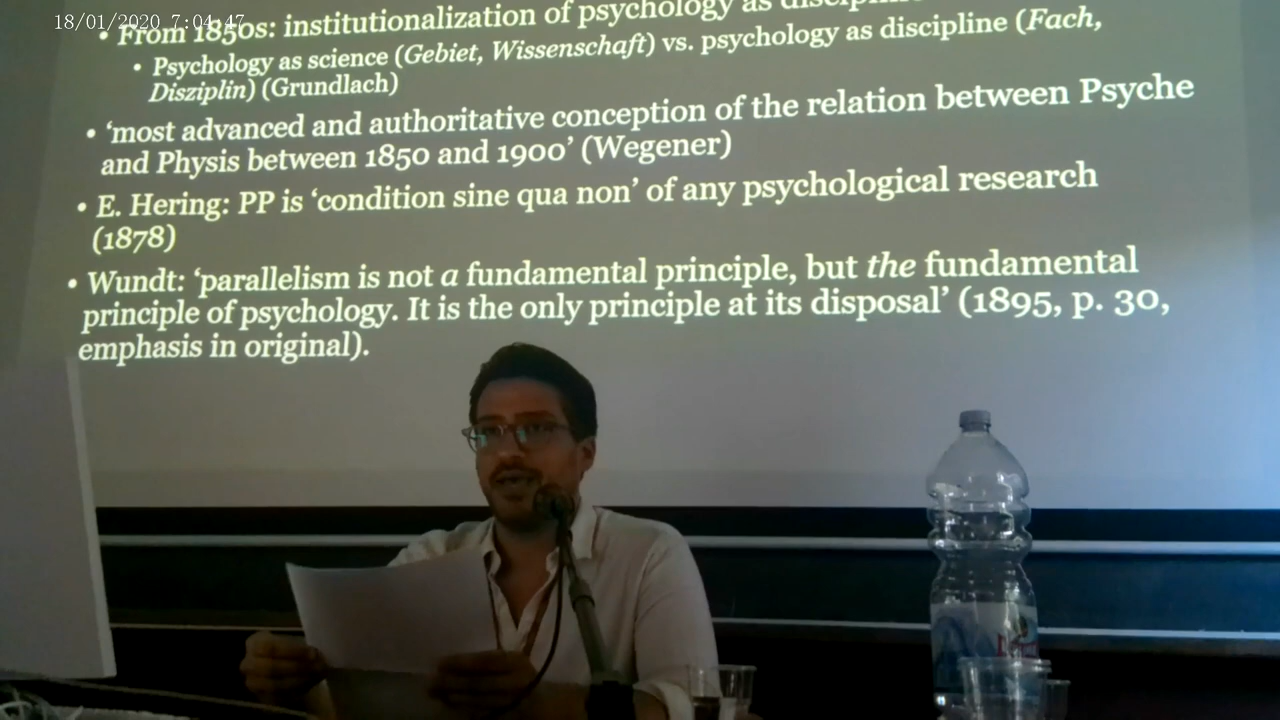 18/01/2020 7:04:47
• From 1850s: institutionalization of psychology as
• Psychology as science (Gebiet, Wissenschaft) vs. psychology as discipline (Fach,
Disziplin) (Grundlach)
• ‘most advanced and authoritative conception of the relation between Psyche
and Physis between 1850 and 1900’ (Wegener)
• E. Hering: PP is ‘condition sine qua non’ of any psychological research
(1878)
• Wundt: ‘parallelism is not a fundamental principle, but the fundamental
principle of psychology. It is the only principle at its disposal’ (1895, p. 30,
emphasis in original).